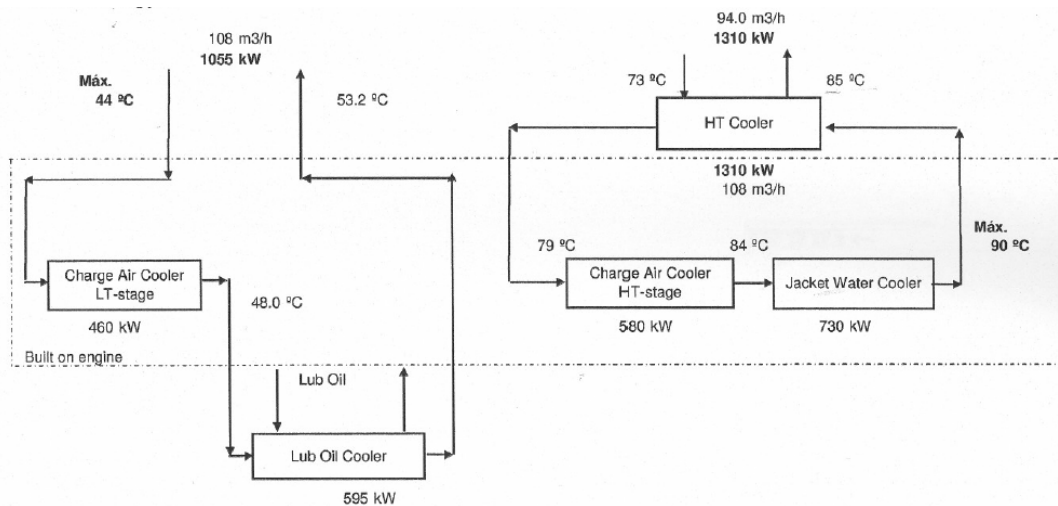 108 m3/h
1055 kW
Máx.
44 ºC
53.2 ºC
94.0 m3/h
1310 kW
73 ºC
85 ºC
HT Cooler
1310 kW
108 m3/h
Máx.
90 ºC
79 ºC
84 ºC
Charge Air Cooler
LT-stage
460 kW
48.0 ºC
Charge Air Cooler
HT-stage
580 kW
Jacket Water Cooler
730 kW
Built on engine
Lub Oil
Lub Oil Cooler
595 kW